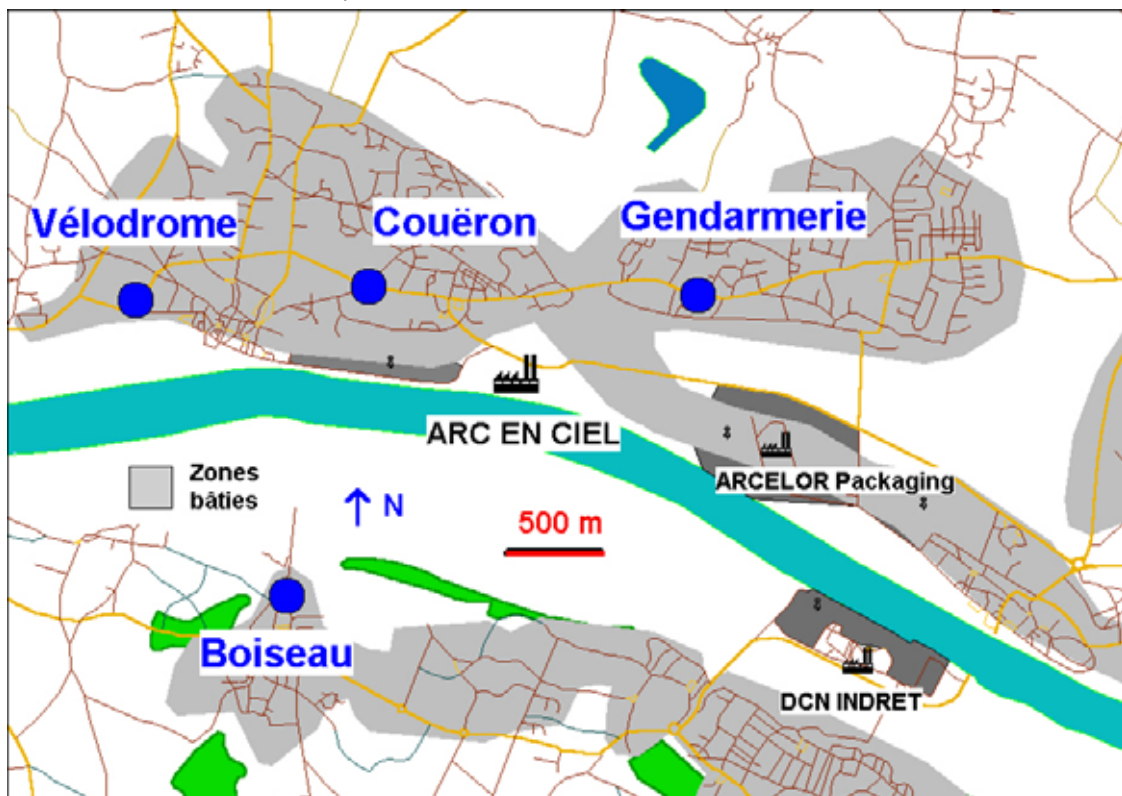 Vélodrome
Couëron
Gendarmerie
ARC EN CIEL
ARCELOR Packaging
Zones
bâties
N
500 m
Boiseau
DCN INDRET